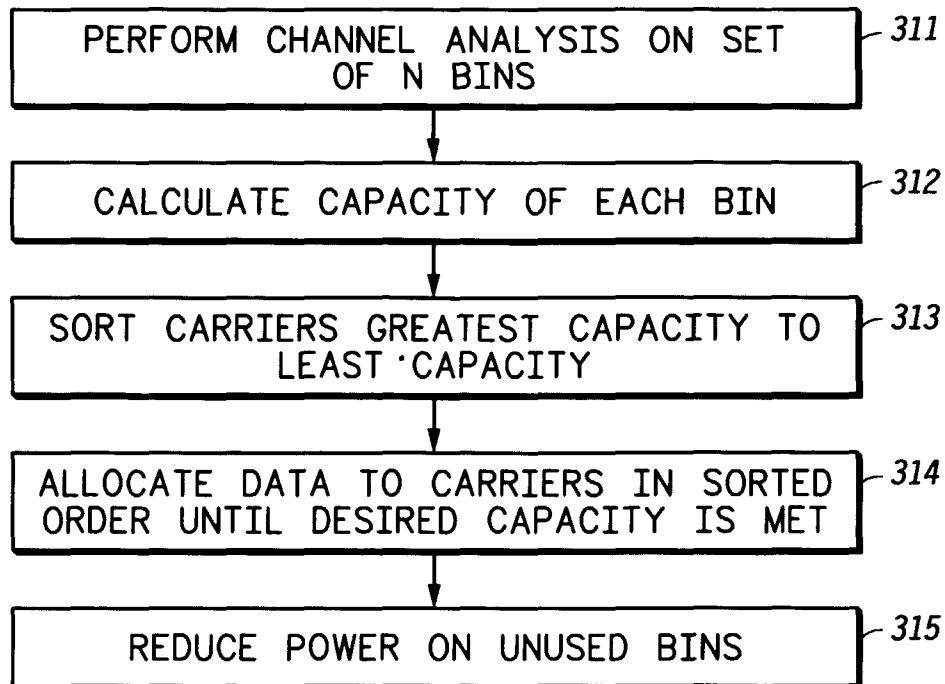 PERFORM CHANNEL ANALYSIS ON SET
OF N BINS
311
CALCULATE CAPACITY OF EACH BIN
312
SORT CARRIERS GREATEST CAPACITY TO
LEAST CAPACITY
313
ALLOCATE DATA TO CARRIERS IN SORTED
ORDER UNTIL DESIRED CAPACITY IS MET
314
REDUCE POWER ON UNUSED BINS
315